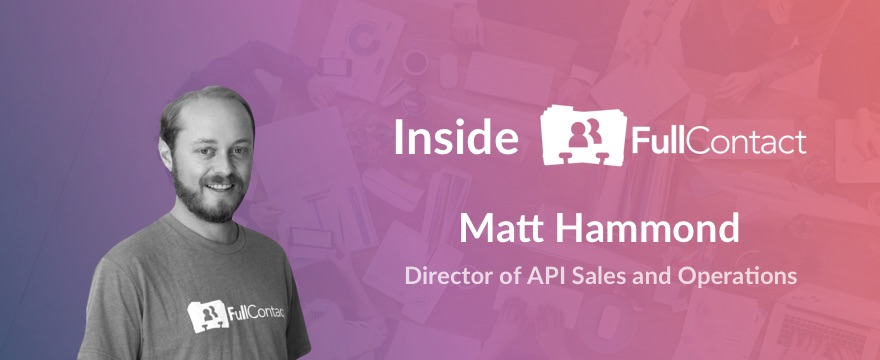 Inside FullContact
Matt Hammond
Director of API Sales and Operations
FullContac